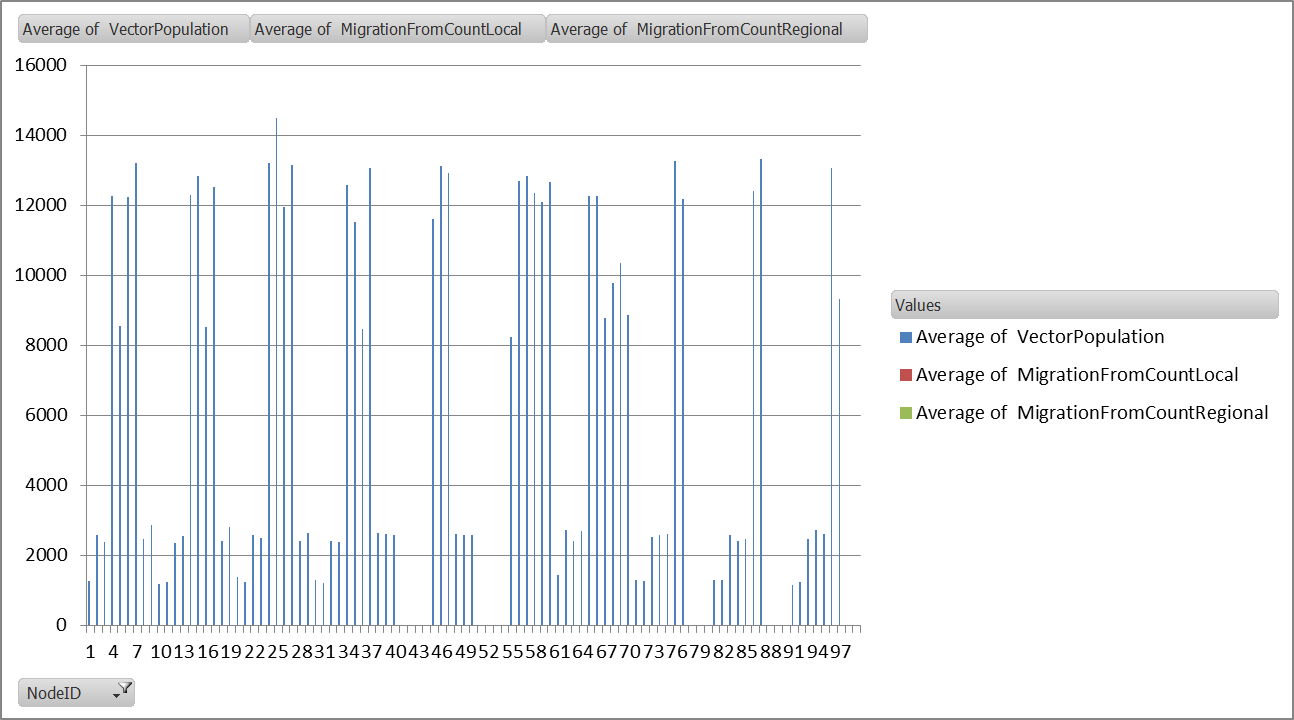 Average of  VectorPopulation Average of  MigrationFromCountLocal Average of  MigrationFromCountRegional
16000
14000
12000
10000
8000
6000
4000
2000
0
1 4 7 10 13 16 19 22 25 28 31 34 37 40 43 46 49 52 55 58 61 64 67 70 73 76 79 82 85 88 91 94 97
Values
Average of  VectorPopulation
Average of  MigrationFromCountLocal
Average of  MigrationFromCountRegional
NodeID